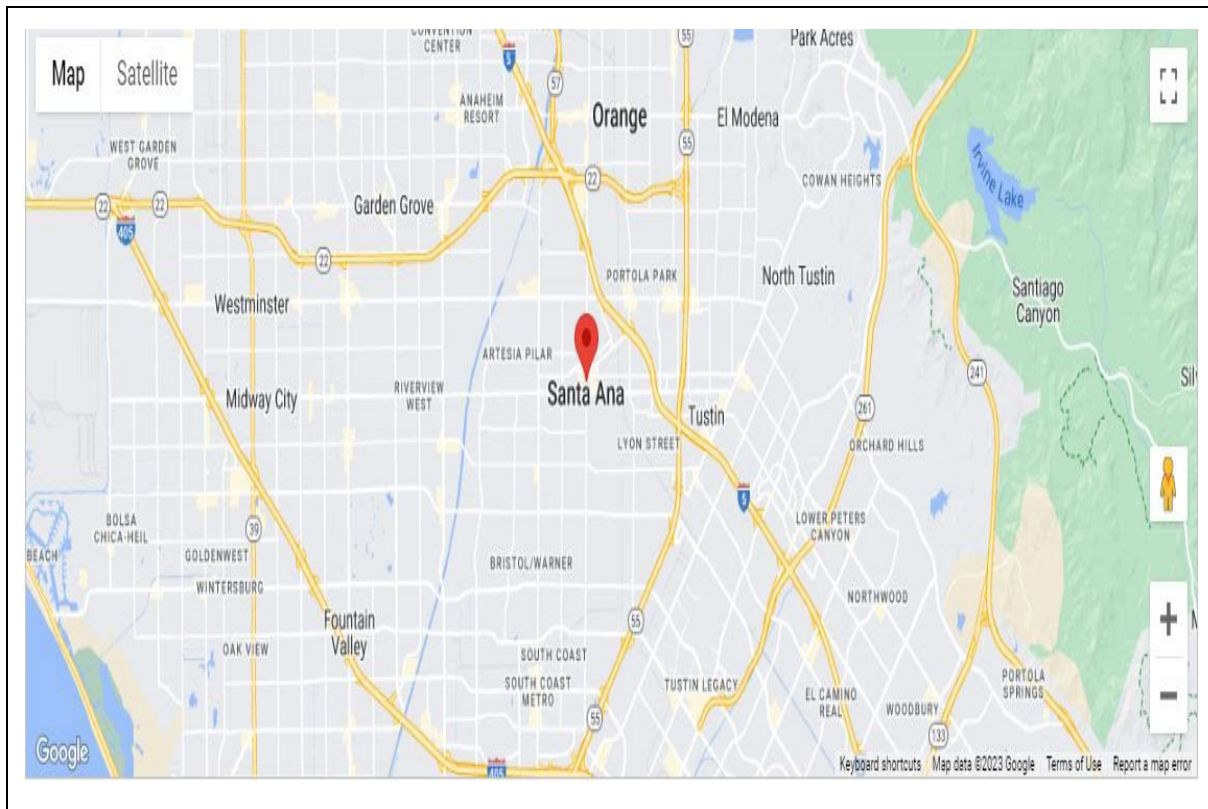 CONVENTION
CENTER
Map
Satellite
5
57
55
Park Acres
ANAHEIM
RESORT
Orange
El Modena
55
WEST GARDEN
GROVE
Irvine Lake
22
COWAN HEIGHTS
22
22
Garden Grove
405
22
PORTOLA PARK
North Tustin
Westminster
Santiago
Canyon
ARTESIA PILAR
241
Midway City
RIVERVIEW
WEST
Santa Ana
Tustin
261
LYON STREET
ORCHARD HILLS
5
BOLSA
CHICA-HEIL
39
LOWER PETERS
CANYON
BEACH
GOLDENWEST
BRISTOL/WARNER
WINTERSBURG
NORTHWOOD
Fountain
Valley
55
OAK VIEW
SOUTH COAST
SOUTH COAST
METRO
TUSTIN LEGACY
EL CAMINO
REAL
WOODBURY
PORTOLA
SPRINGS
55
133
Google
405
Keyboard shortcuts Map data ©2023 Google Terms of Use Report a map error